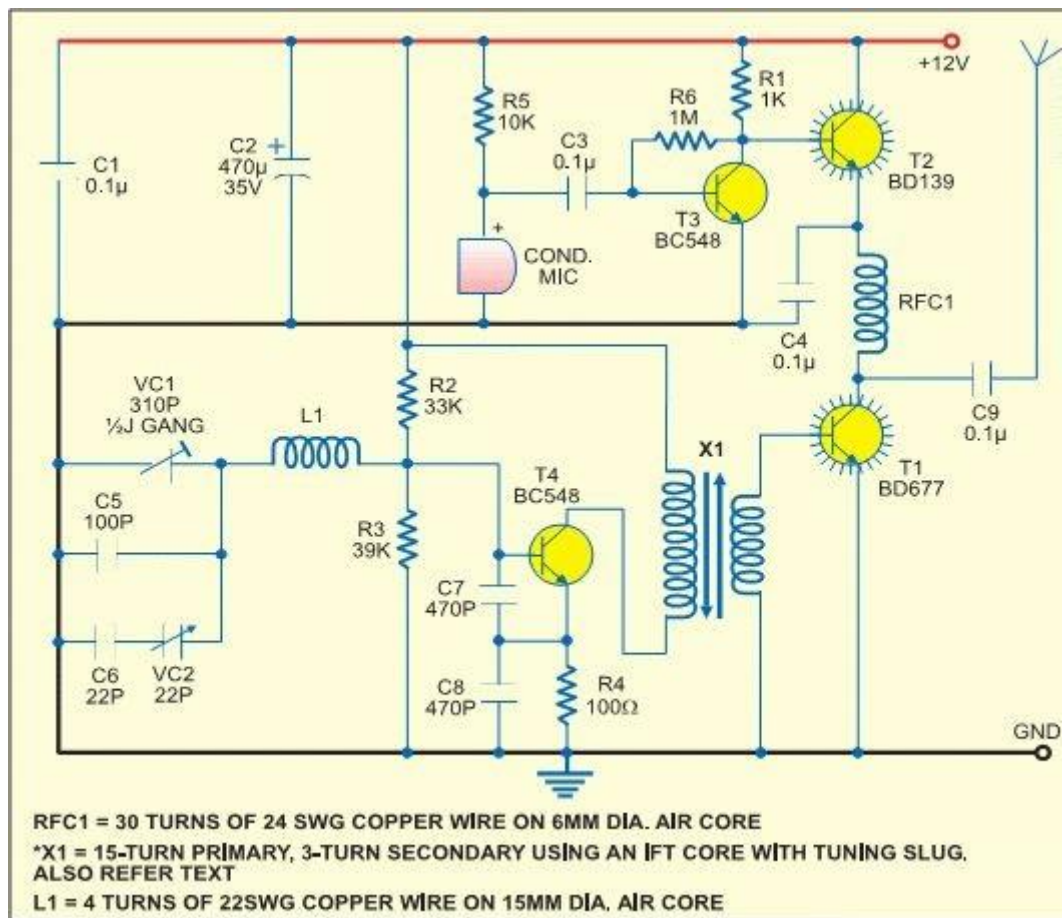 +12V
R1
1K
R5
10K
R6
1M
C3
0.1µ
C1
0.1µ
C2
470µ
35V
+
T2
BD139
T3
BC548
+
COND.
MIC
RFC1
C4
0.1µ
VC1
310P
½J GANG
L1
R2
33K
C9
0.1µ
X1
T1
BD677
T4
BC548
C5
100P
R3
39K
C7
470P
C6
22P
VC2
22P
C8
470P
R4
100Ω
GND
RFC1 = 30 TURNS OF 24 SWG COPPER WIRE ON 6MM DIA. AIR CORE
*X1 = 15-TURN PRIMARY, 3-TURN SECONDARY USING AN IFT CORE WITH TUNING SLUG.
ALSO REFER TEXT
L1 = 4 TURNS OF 22SWG COPPER WIRE ON 15MM DIA. AIR CORE